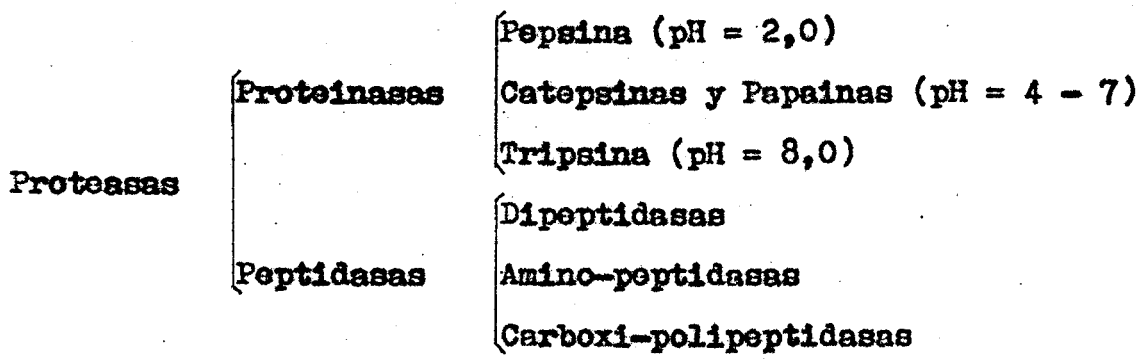 Pepsina (pH = 2,0)
Proteinasas
Catepsinas y Papainas (pH = 4 - 7)
Tripsina (pH = 8,0)
Proteasas
Dipeptidasas
Peptidasas
Amino-peptidasas
Carboxi-polipeptidasas